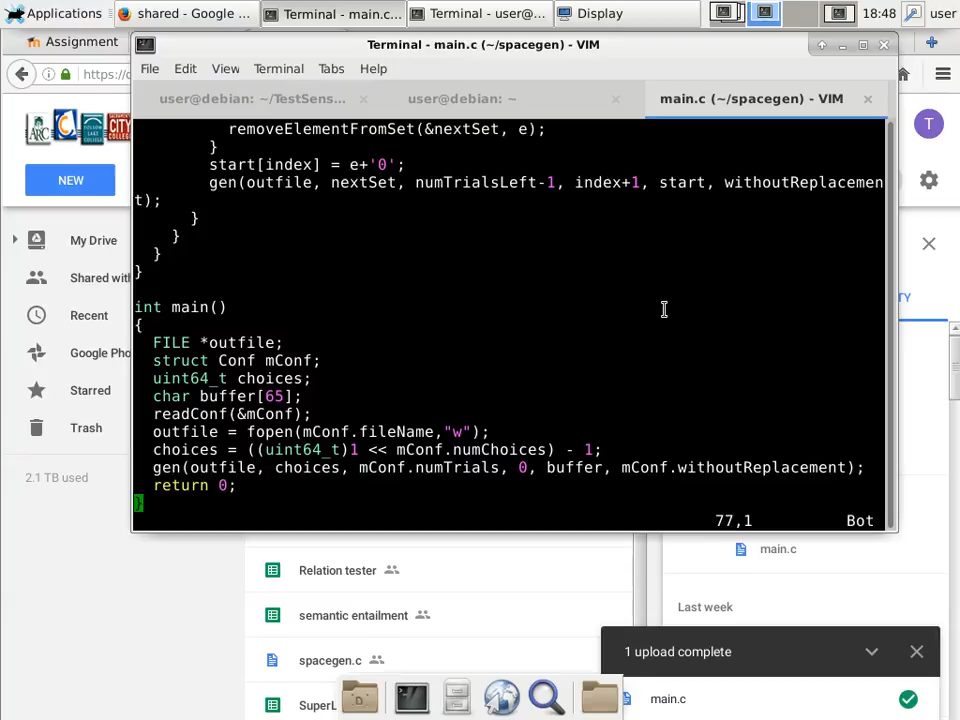 Applications
shared - Google ...
Terminal - main.c...
Terminal - user@...
Display
18:48
user
Assignment
https://c
Terminal - main.c (~/spacegen) - VIM
File Edit View Terminal Tabs Help
user@debian: ~/TestSens...
user@debian: ~
main.c (~/spacegen) - VIM
removeElementFromSet(&nextSet, e);
}
start[index] = e+'0';
gen(outfile, nextSet, numTrialsLeft-1, index+1, start, withoutReplacemen
t);
}
}
}
}
int main()
{
FILE *outfile;
struct Conf mConf;
uint64_t choices;
char buffer[65];
readConf(&mConf);
outfile = fopen(mConf.fileName,"w");
choices = ((uint64_t)1 << mConf.numChoices) - 1;
gen(outfile, choices, mConf.numTrials, 0, buffer, mConf.withoutReplacement);
return 0;
}
77,1 Bot
ARC
CITY
NEW
T
My Drive
Shared with
Recent
Google Pho
Starred
Trash
2.1 TB used
TY
main.c
Last week
Relation tester
semantic entailment
spacegen.c
SuperL
1 upload complete
main.c